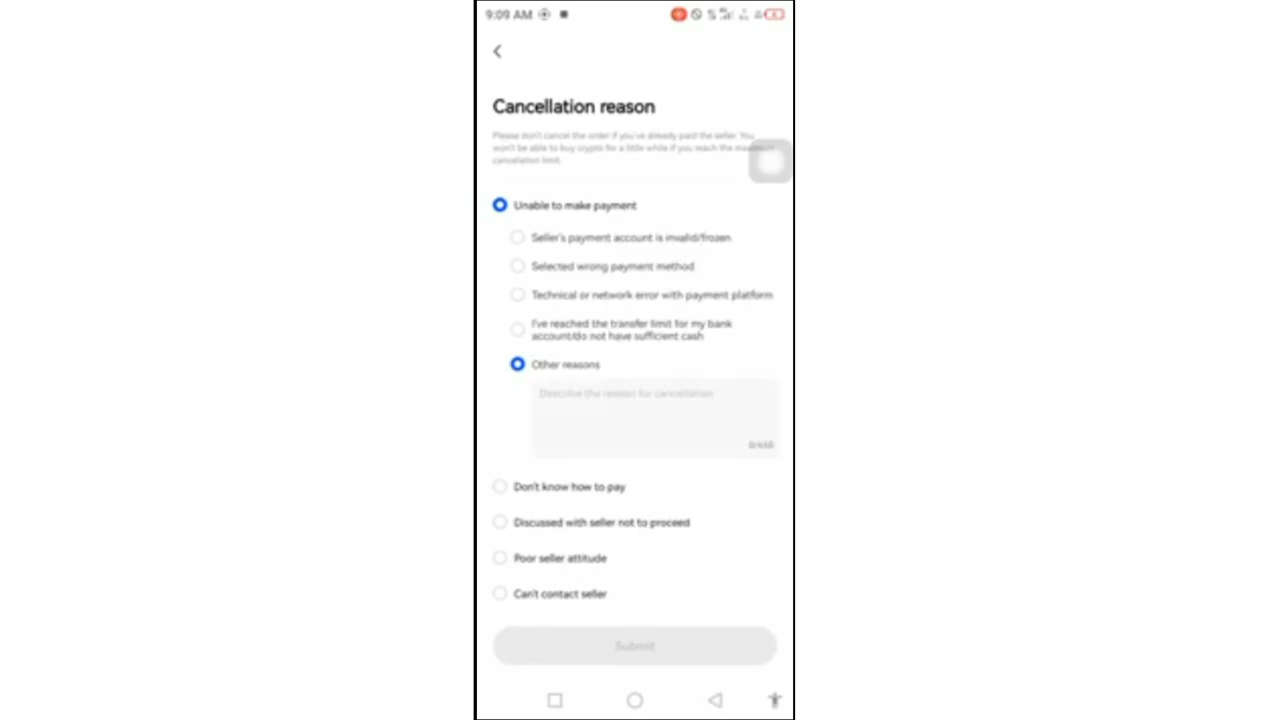 9:09 AM
Cancellation reason
Please don't cancel the order if you've already paid the seller. You
won't be able to buy crypto for a little while if you reach the maximum
cancelation limit.
Unable to make payment
Seller's payment account is invalid/frozen
Selected wrong payment method
Technical or network error with payment platform
I've reached the transfer limit for my bank
account/do not have sufficient cash
Other reasons
Describe the reason for cancellation
Don't know how to pay
Discussed with seller not to proceed
Poor seller attitude
Can't contact seller
Submit